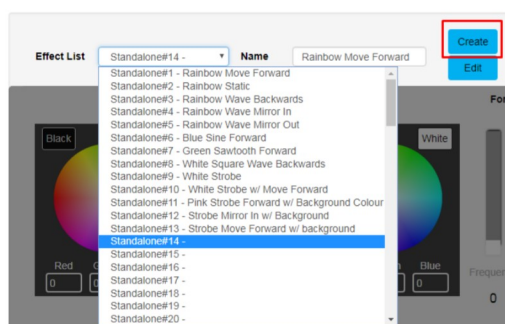 Create
Effect List Standalone#14 - Name Rainbow Move Forward
Edit
Standalone#1 - Rainbow Move Forward
Standalone#2 - Rainbow Static
Standalone#3 - Rainbow Wave Backwards
Standalone#4 - Rainbow Wave Mirror In
Standalone#5 - Rainbow Wave Mirror Out
Standalone#6 - Blue Sine Forward
Standalone#7 - Green Sawtooth Forward
Standalone#8 - White Square Wave Backwards
Standalone#9 - White Strobe
Standalone#10 - White Strobe w/ Move Forward
Standalone#11 - Pink Strobe Forward w/ Background Colour
Standalone#12 - Strobe Mirror In w/ Background
Standalone#13 - Strobe Move Forward w/ background
Standalone#14 -
Standalone#15 -
Standalone#16 -
Standalone#17 -
Standalone#18 -
Standalone#19 -
Standalone#20 -
Black
White
Red
Blue
0
0
0